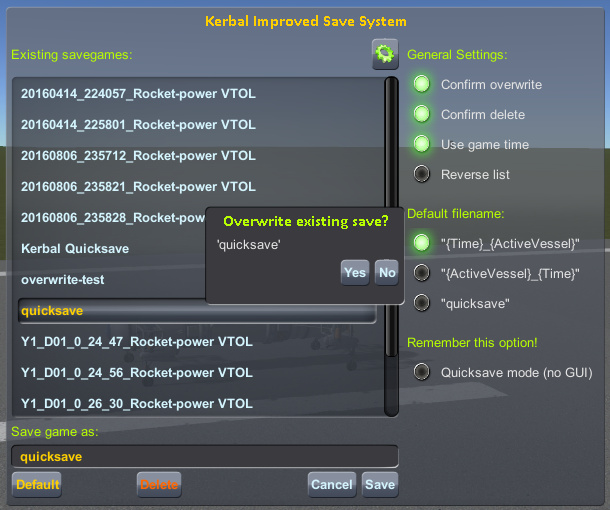 Kerbal Improved Save System
Existing savegames:
20160414_224057_Rocket-power VTOL
20160414_225801_Rocket-power VTOL
20160806_235712_Rocket-power VTOL
20160806_235821_Rocket-power VTOL
20160806_235828_Rocket-power VTOL
Kerbal Quicksave
overwrite-test
quicksave
Y1_D01_0_24_47_Rocket-power VTOL
Y1_D01_0_24_56_Rocket-power VTOL
Y1_D01_0_26_30_Rocket-power VTOL
Overwrite existing save?
'quicksave'
Yes No
Save game as:
quicksave
Default Delete Cancel Save
General Settings:
Confirm overwrite
Confirm delete
Use game time
Reverse list
Default filename:
"{Time}_{ActiveVessel}"
"{ActiveVessel}_{Time}"
"quicksave"
Remember this option!
Quicksave mode (no GUI)